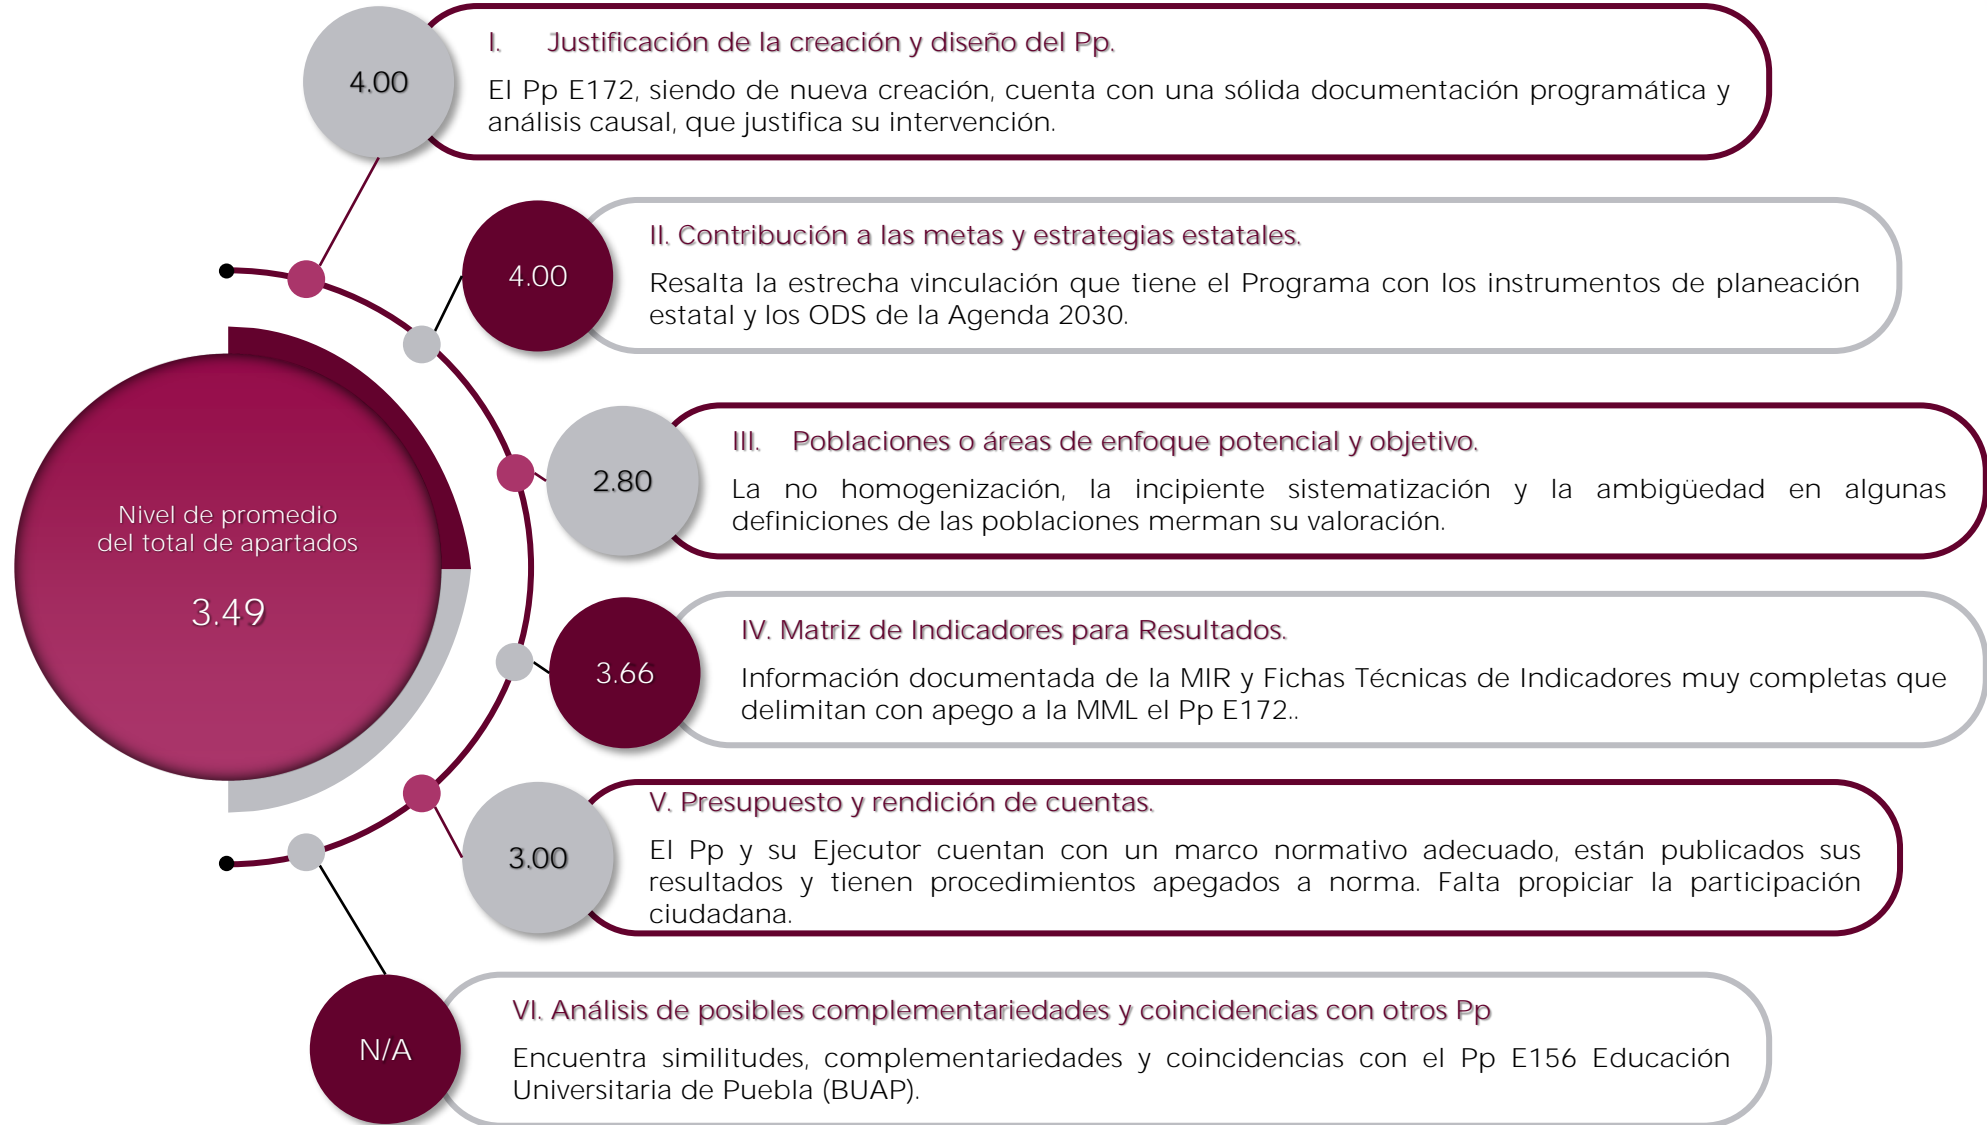 4.00
I. Justificación de la creación y diseño del Pp.
El Pp E172, siendo de nueva creación, cuenta con una sólida documentación programática y
análisis causal, que justifica su intervención.
4.00
II. Contribución a las metas y estrategias estatales.
Resalta la estrecha vinculación que tiene el Programa con los instrumentos de planeación
estatal y los ODS de la Agenda 2030.
2.80
III. Poblaciones o áreas de enfoque potencial y objetivo.
La no homogenización, la incipiente sistematización y la ambigüedad en algunas
definiciones de las poblaciones merman su valoración.
Nivel de promedio
del total de apartados
3.49
3.66
IV. Matriz de Indicadores para Resultados.
Información documentada de la MIR y Fichas Técnicas de Indicadores muy completas que
delimitan con apego a la MML el Pp E172..
3.00
V. Presupuesto y rendición de cuentas.
El Pp y su Ejecutor cuentan con un marco normativo adecuado, están publicados sus
resultados y tienen procedimientos apegados a norma. Falta propiciar la participación
ciudadana.
N/A
VI. Análisis de posibles complementariedades y coincidencias con otros Pp
Encuentra similitudes, complementariedades y coincidencias con el Pp E156 Educación
Universitaria de Puebla (BUAP).